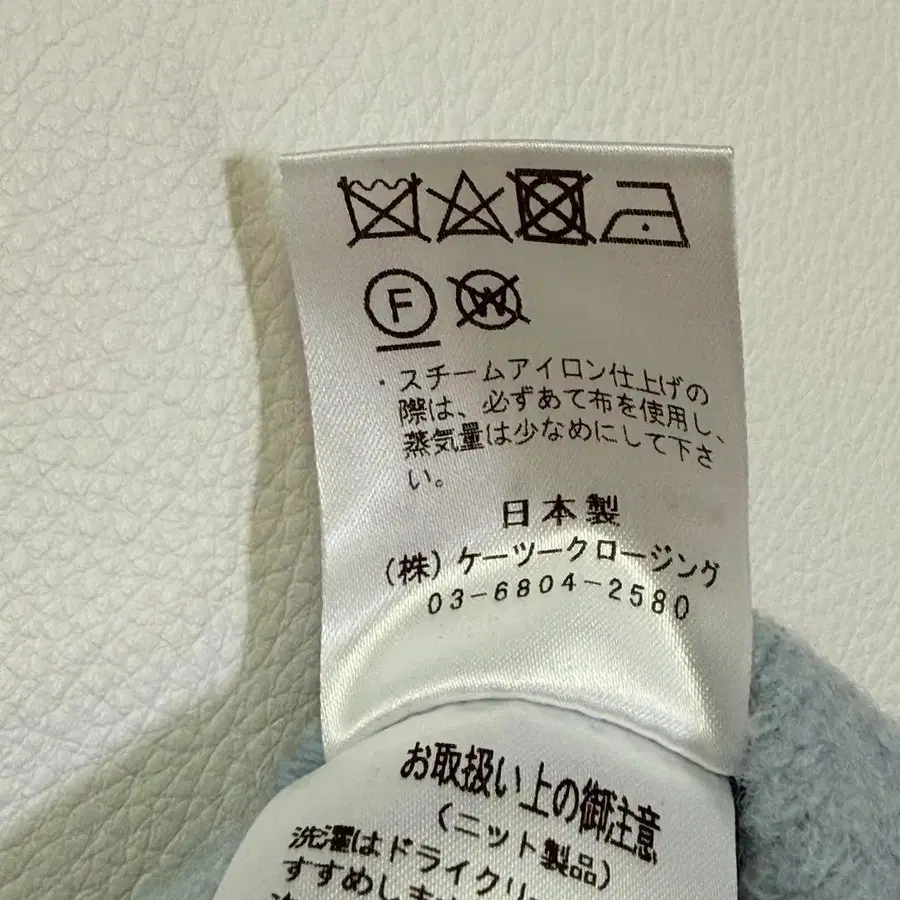 F W
・スチームアイロン仕上げの
際は、必ずあて布を使用し、
蒸気量は少なめにして下さ
い。
日本製
(株)ケーツークロージング
03-6804-2580
お取扱い上の御注意
(ニット製品)
洗濯はドライクリ
すすめしま